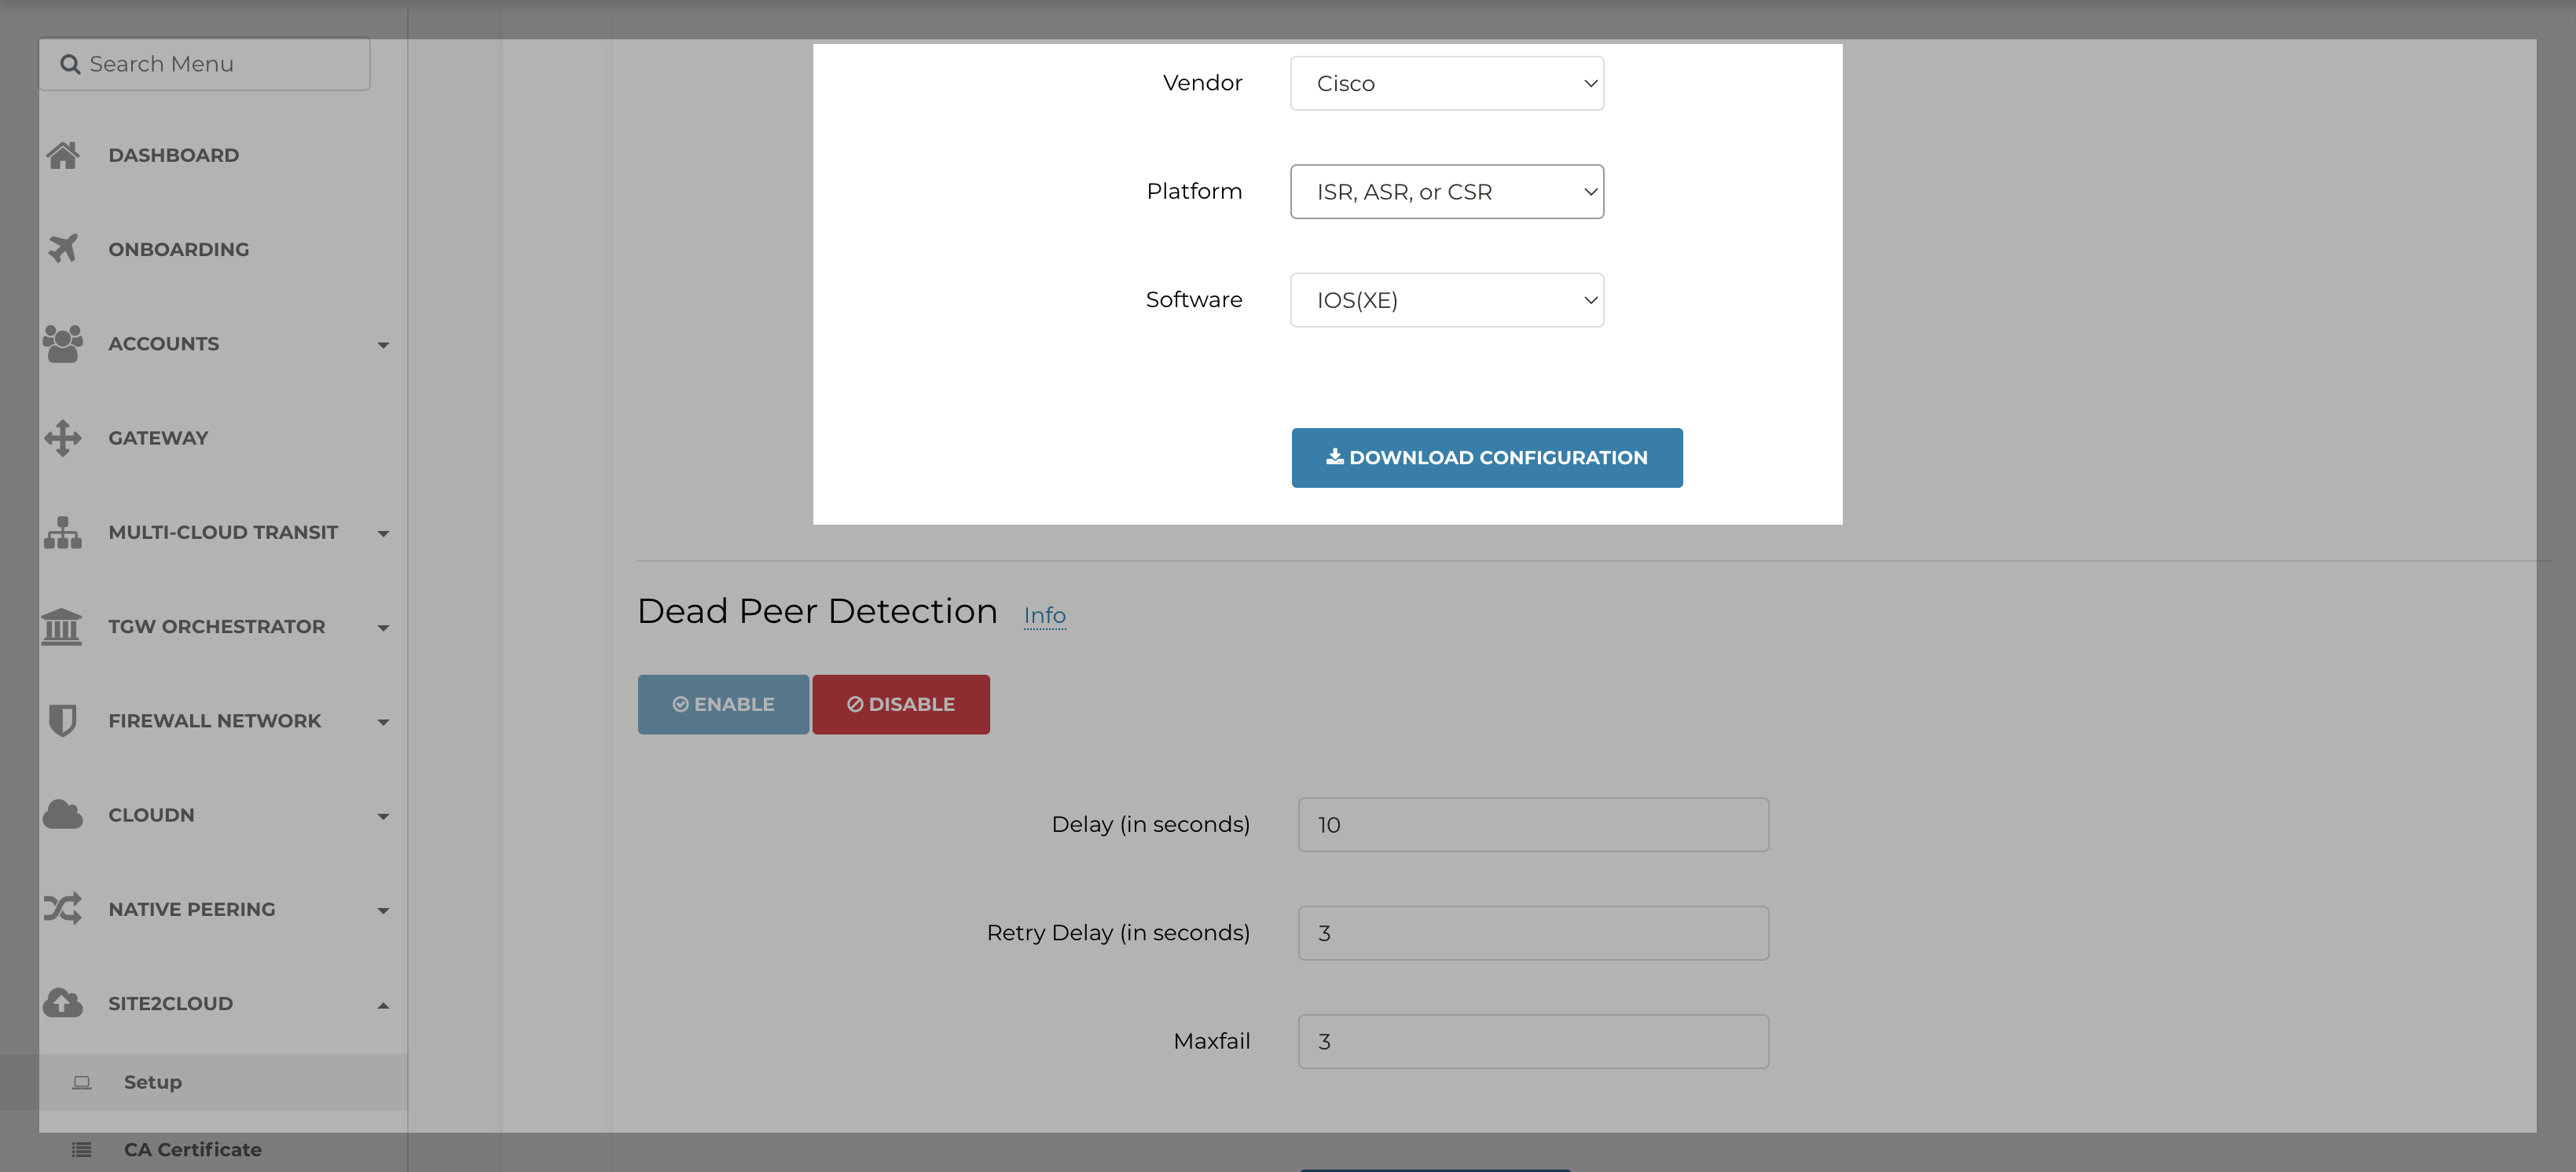 Search Menu
DASHBOARD
ONBOARDING
ACCOUNTS
GATEWAY
MULTI-CLOUD TRANSIT
TGW ORCHESTRATOR
FIREWALL NETWORK
CLOUDN
NATIVE PEERING
SITE2CLOUD
Setup
CA Certificate
Vendor Cisco
Platform ISR, ASR, or CSR
Software IOS(XE)
DOWNLOAD CONFIGURATION
Dead Peer Detection Info
ENABLE DISABLE
Delay (in seconds) 10
Retry Delay (in seconds) 3
Maxfail 3